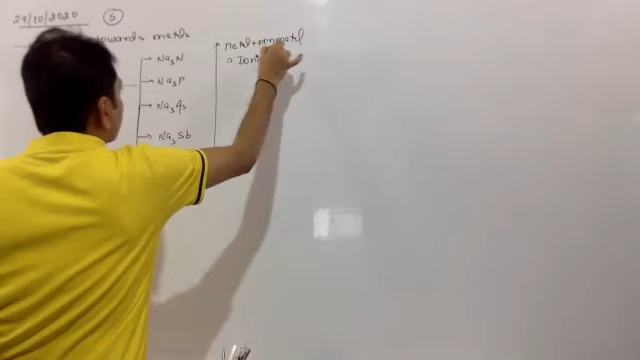 29/10/2020 5
towards metals
Na3N
Na3P
Na3As
Na3Sb
Metal + nonmetal